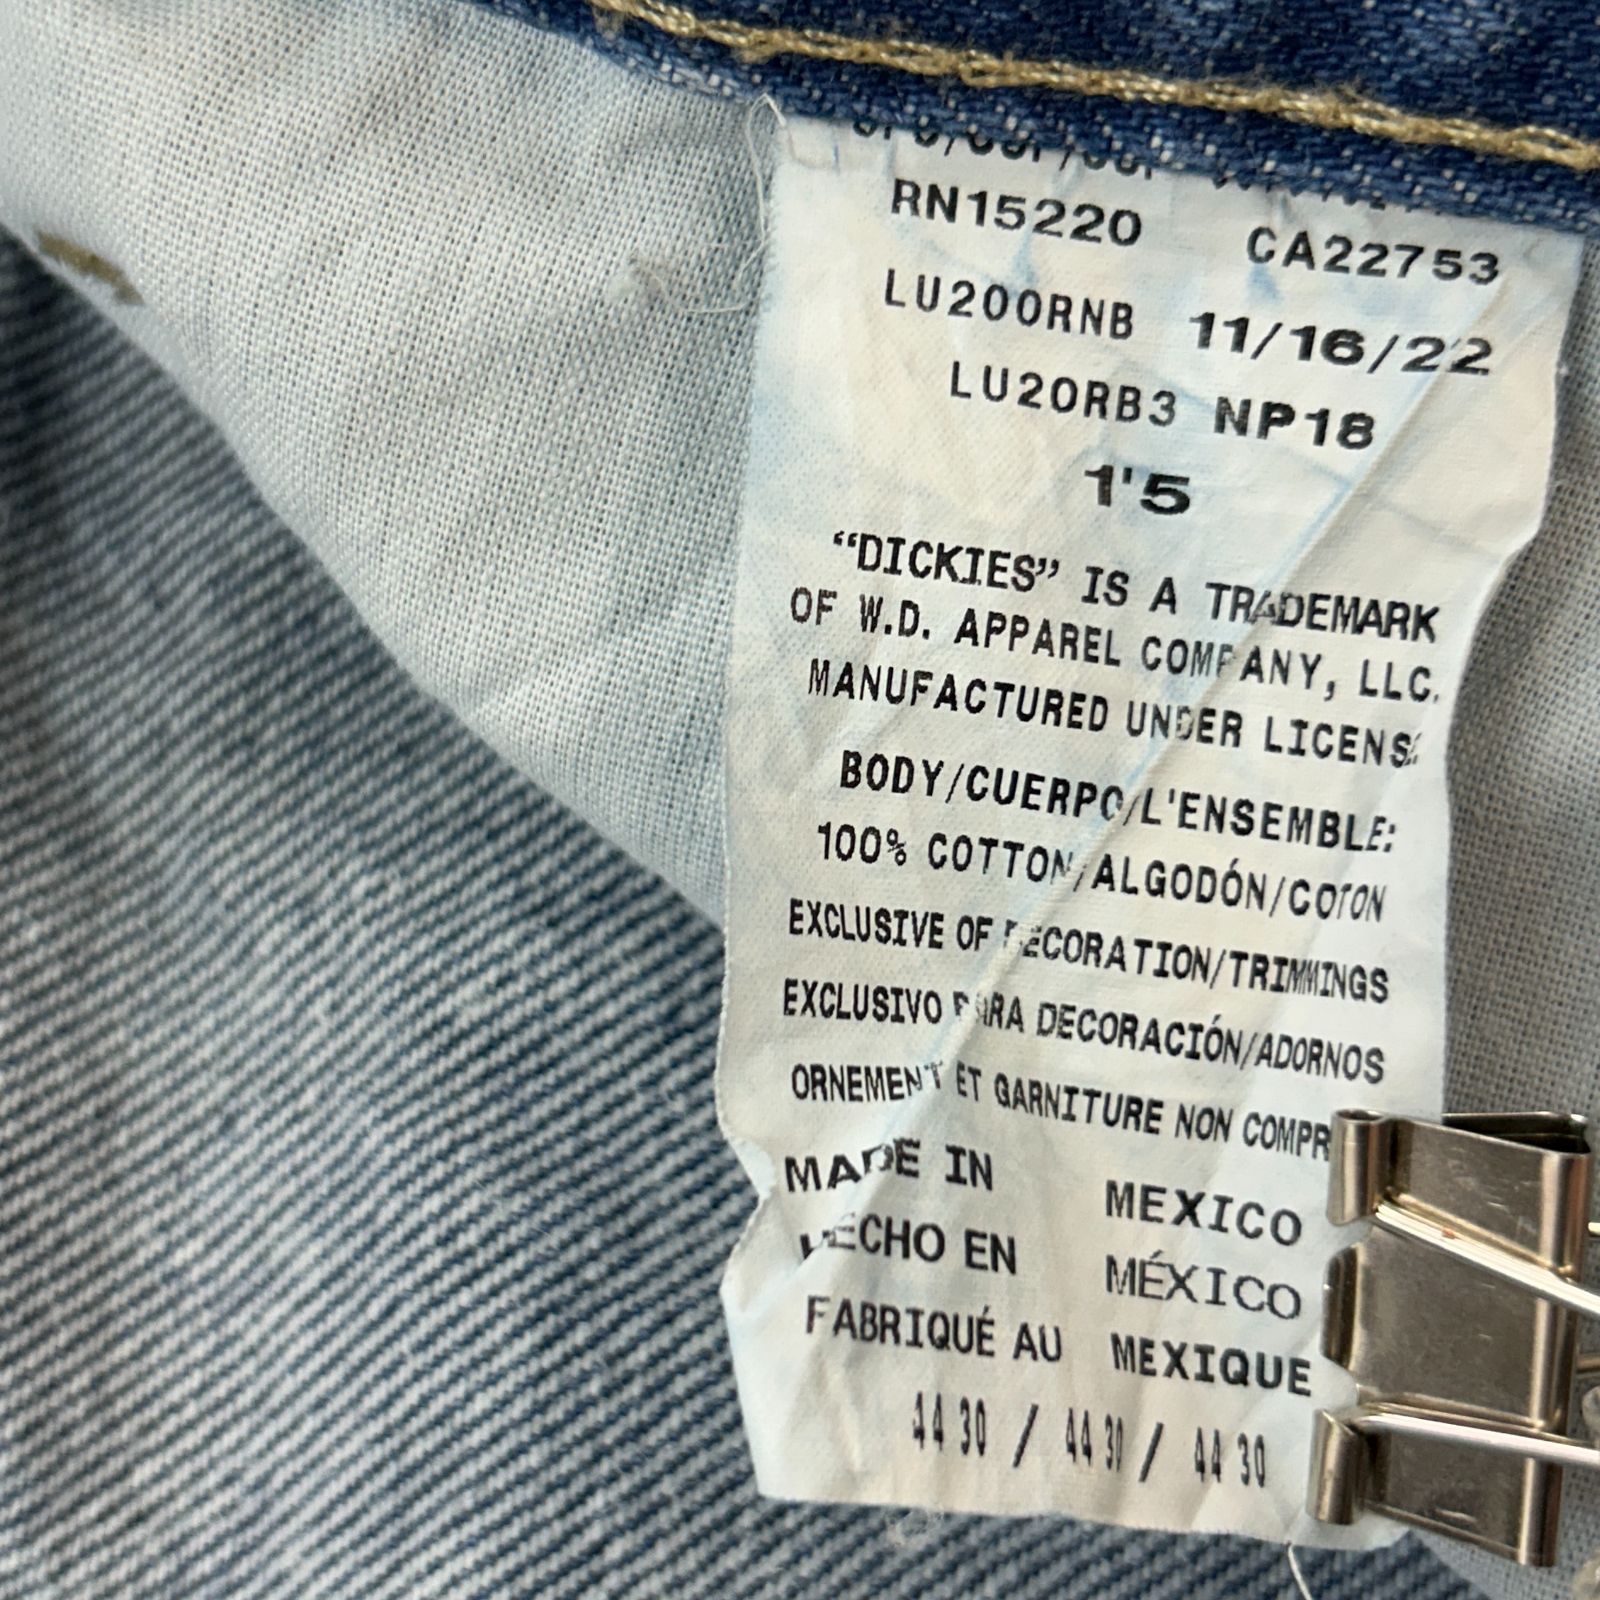 RN15220 CA22753
LU200RNB 11/16/22
LU20RB3 NP18
1'5
“DICKIES” IS A TRADEMARK
OF W.D. APPAREL COMPANY, LLC.
MANUFACTURED UNDER LICENS
BODY/CUERPO/L'ENSEMBLE:
100% COTTON/ALGODÓN/COTON
EXCLUSIVE OF DECORATION/TRIMMINGS
EXCLUSIVO PARA DECORACIÓN/ADORNOS
ORNEMENT ET GARNITURE NON COMPR
MADE IN MEXICO
HECHO EN MÉXICO
FABRIQUÉ AU MEXIQUE
44 30 / 44 30 / 44 30